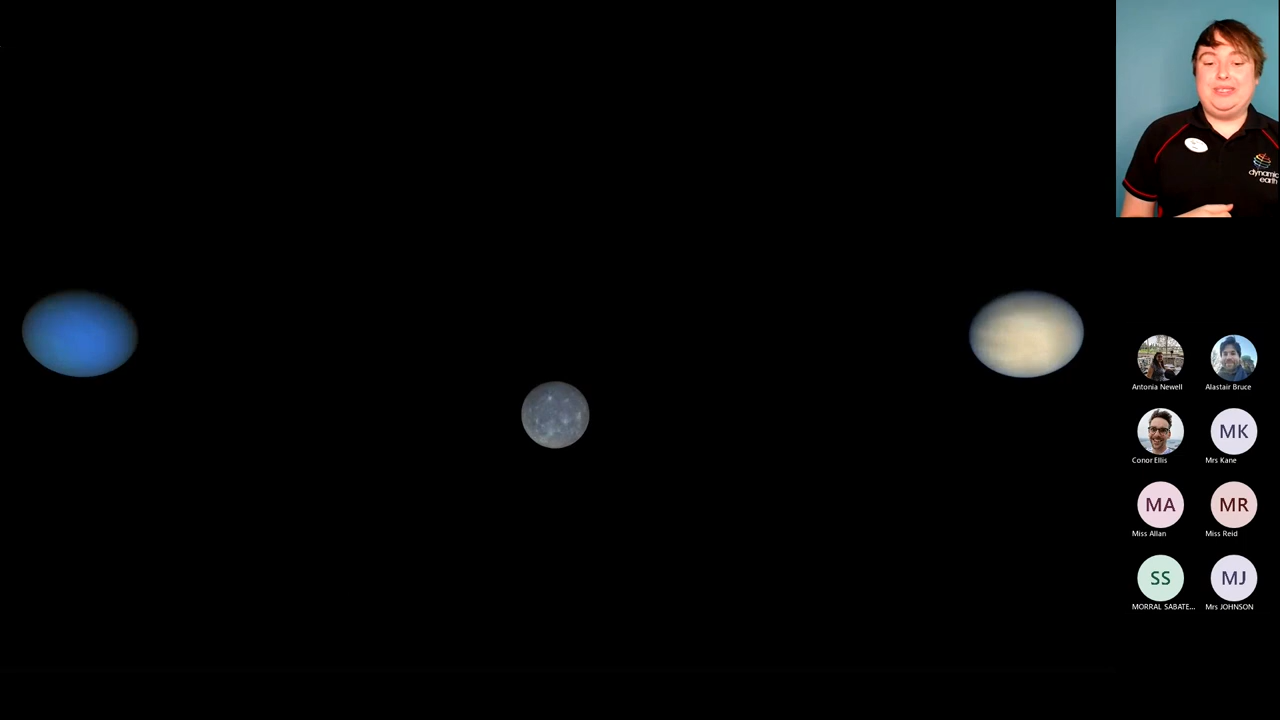 dynamic
earth
Antonia Newell
Alastair Bruce
Conor Ellis
MK
Mrs Kane
MA
Miss Allan
MR
Miss Reid
SS
MORRAL SABATE...
MJ
Mrs JOHNSON